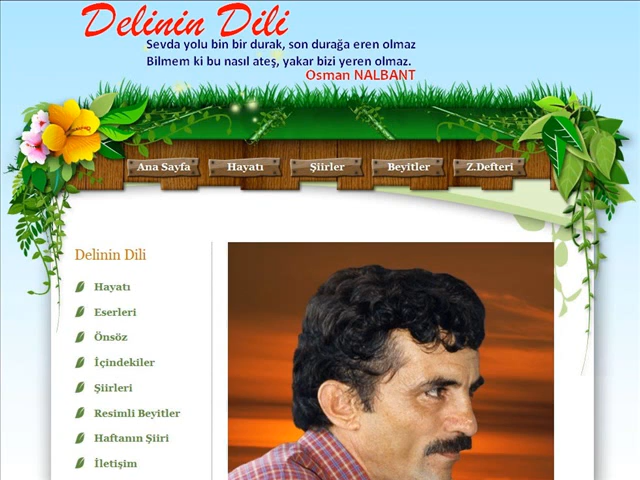 Delinin Dili
Sevda yolu bin bir durak, son durağa eren olmaz
Bilmem ki bu nasıl ateş, yakar bizi yeren olmaz.
Osman NALBANT
Ana Sayfa
Hayatı
Şiirler
Beyitler
Z.Defteri
Delinin Dili
Hayatı
Eserleri
Önsöz
İçindekiler
Şiirleri
Resimli Beyitler
Haftanın Şiiri
İletişim